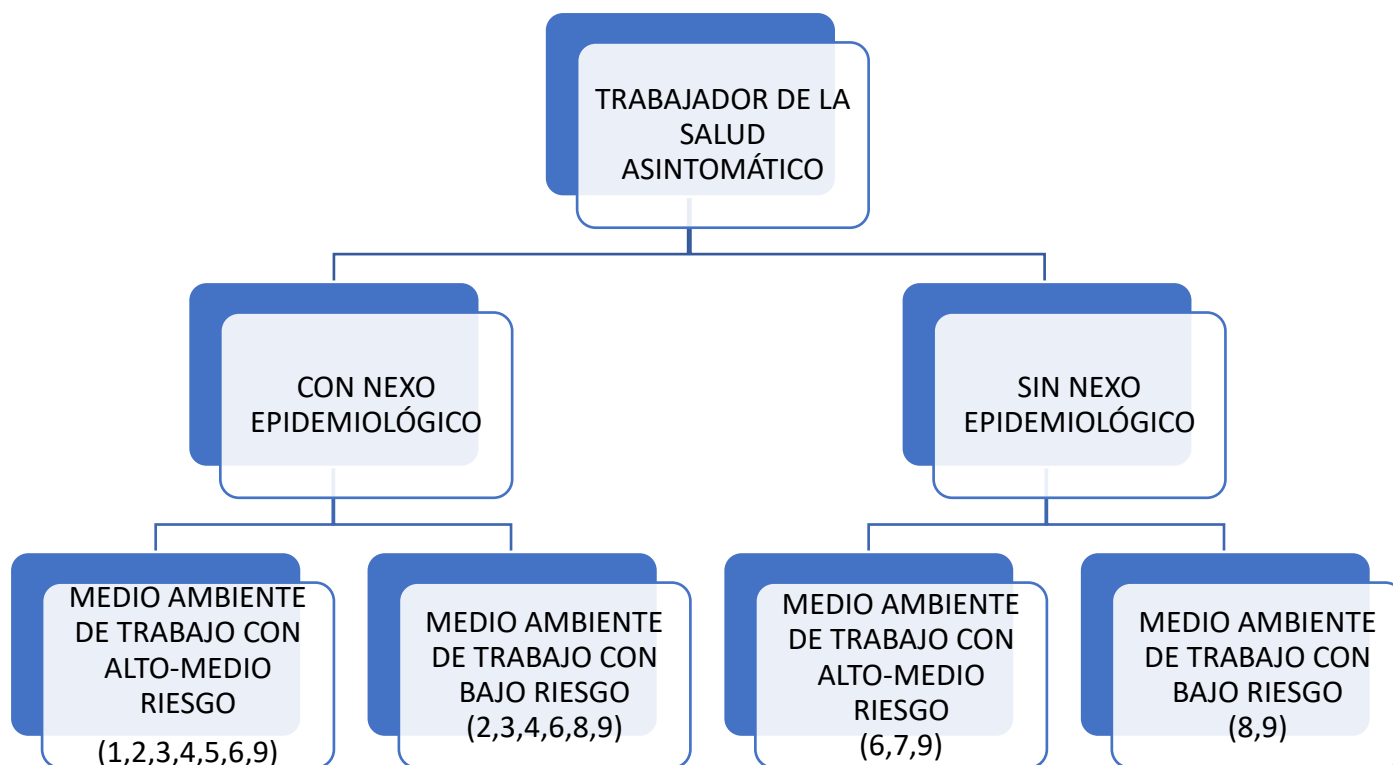 TRABAJADOR DE LA
SALUD
ASINTOMÁTICO
CON NEXO
EPIDEMIOLÓGICO
SIN NEXO
EPIDEMIOLÓGICO
MEDIO AMBIENTE
DE TRABAJO CON
ALTO-MEDIO
RIESGO
(1,2,3,4,5,6,9)
MEDIO AMBIENTE
DE TRABAJO CON
BAJO RIESGO
(2,3,4,6,8,9)
MEDIO AMBIENTE
DE TRABAJO CON
ALTO-MEDIO
RIESGO
(6,7,9)
MEDIO AMBIENTE
DE TRABAJO CON
BAJO RIESGO
(8,9)